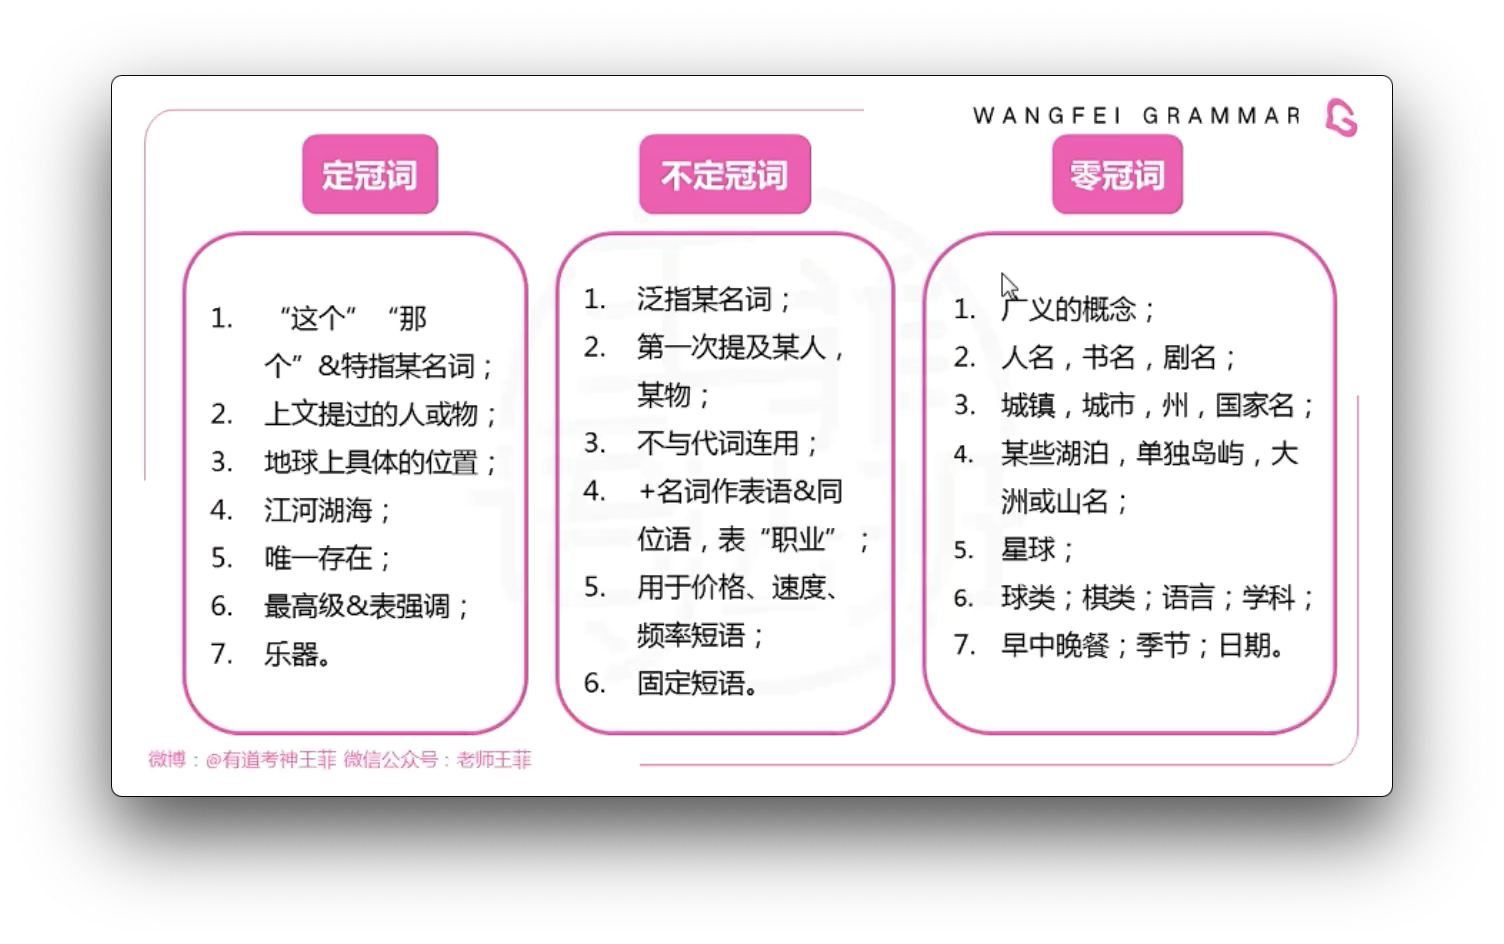 WANGFEI GRAMMAR
定冠词
1. “这个”“那
个”&特指某名词；
2. 上文提过的人或物；
3. 地球上具体的位置；
4. 江河湖海；
5. 唯一存在；
6. 最高级&表强调；
7. 乐器。
不定冠词
1. 泛指某名词；
2. 第一次提及某人，
某物；
3. 不与代词连用；
4. +名词作表语&同
位语，表“职业”；
5. 用于价格、速度、
频率短语；
6. 固定短语。
零冠词
1. 广义的概念；
2. 人名，书名，剧名；
3. 城镇，城市，州，国家名；
4. 某些湖泊，单独岛屿，大
洲或山名；
5. 星球；
6. 球类；棋类；语言；学科；
7. 早中晚餐；季节；日期。
微博：@有道考神王菲 微信公众号：老师王菲